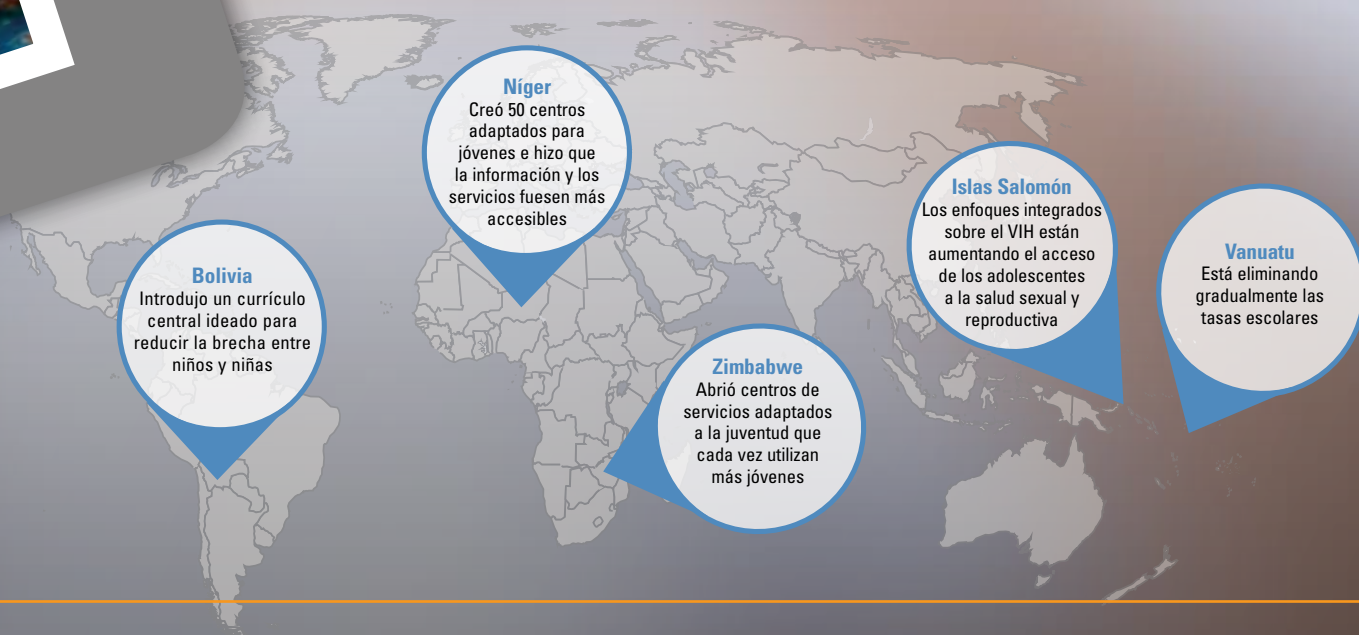 Níger
Creó 50 centros
adaptados para
jóvenes e hizo que
la información y los
servicios fuesen más
accesibles
Bolivia
Introdujo un currículo
central ideado para
reducir la brecha entre
niños y niñas
Zimbabwe
Abrió centros de
servicios adaptados
a la juventud que
cada vez utilizan
más jóvenes
Islas Salomón
Los enfoques integrados
sobre el VIH están
aumentando el acceso
de los adolescentes
a la salud sexual y
reproductiva
Vanuatu
Está eliminando
gradualmente las
tasas escolares